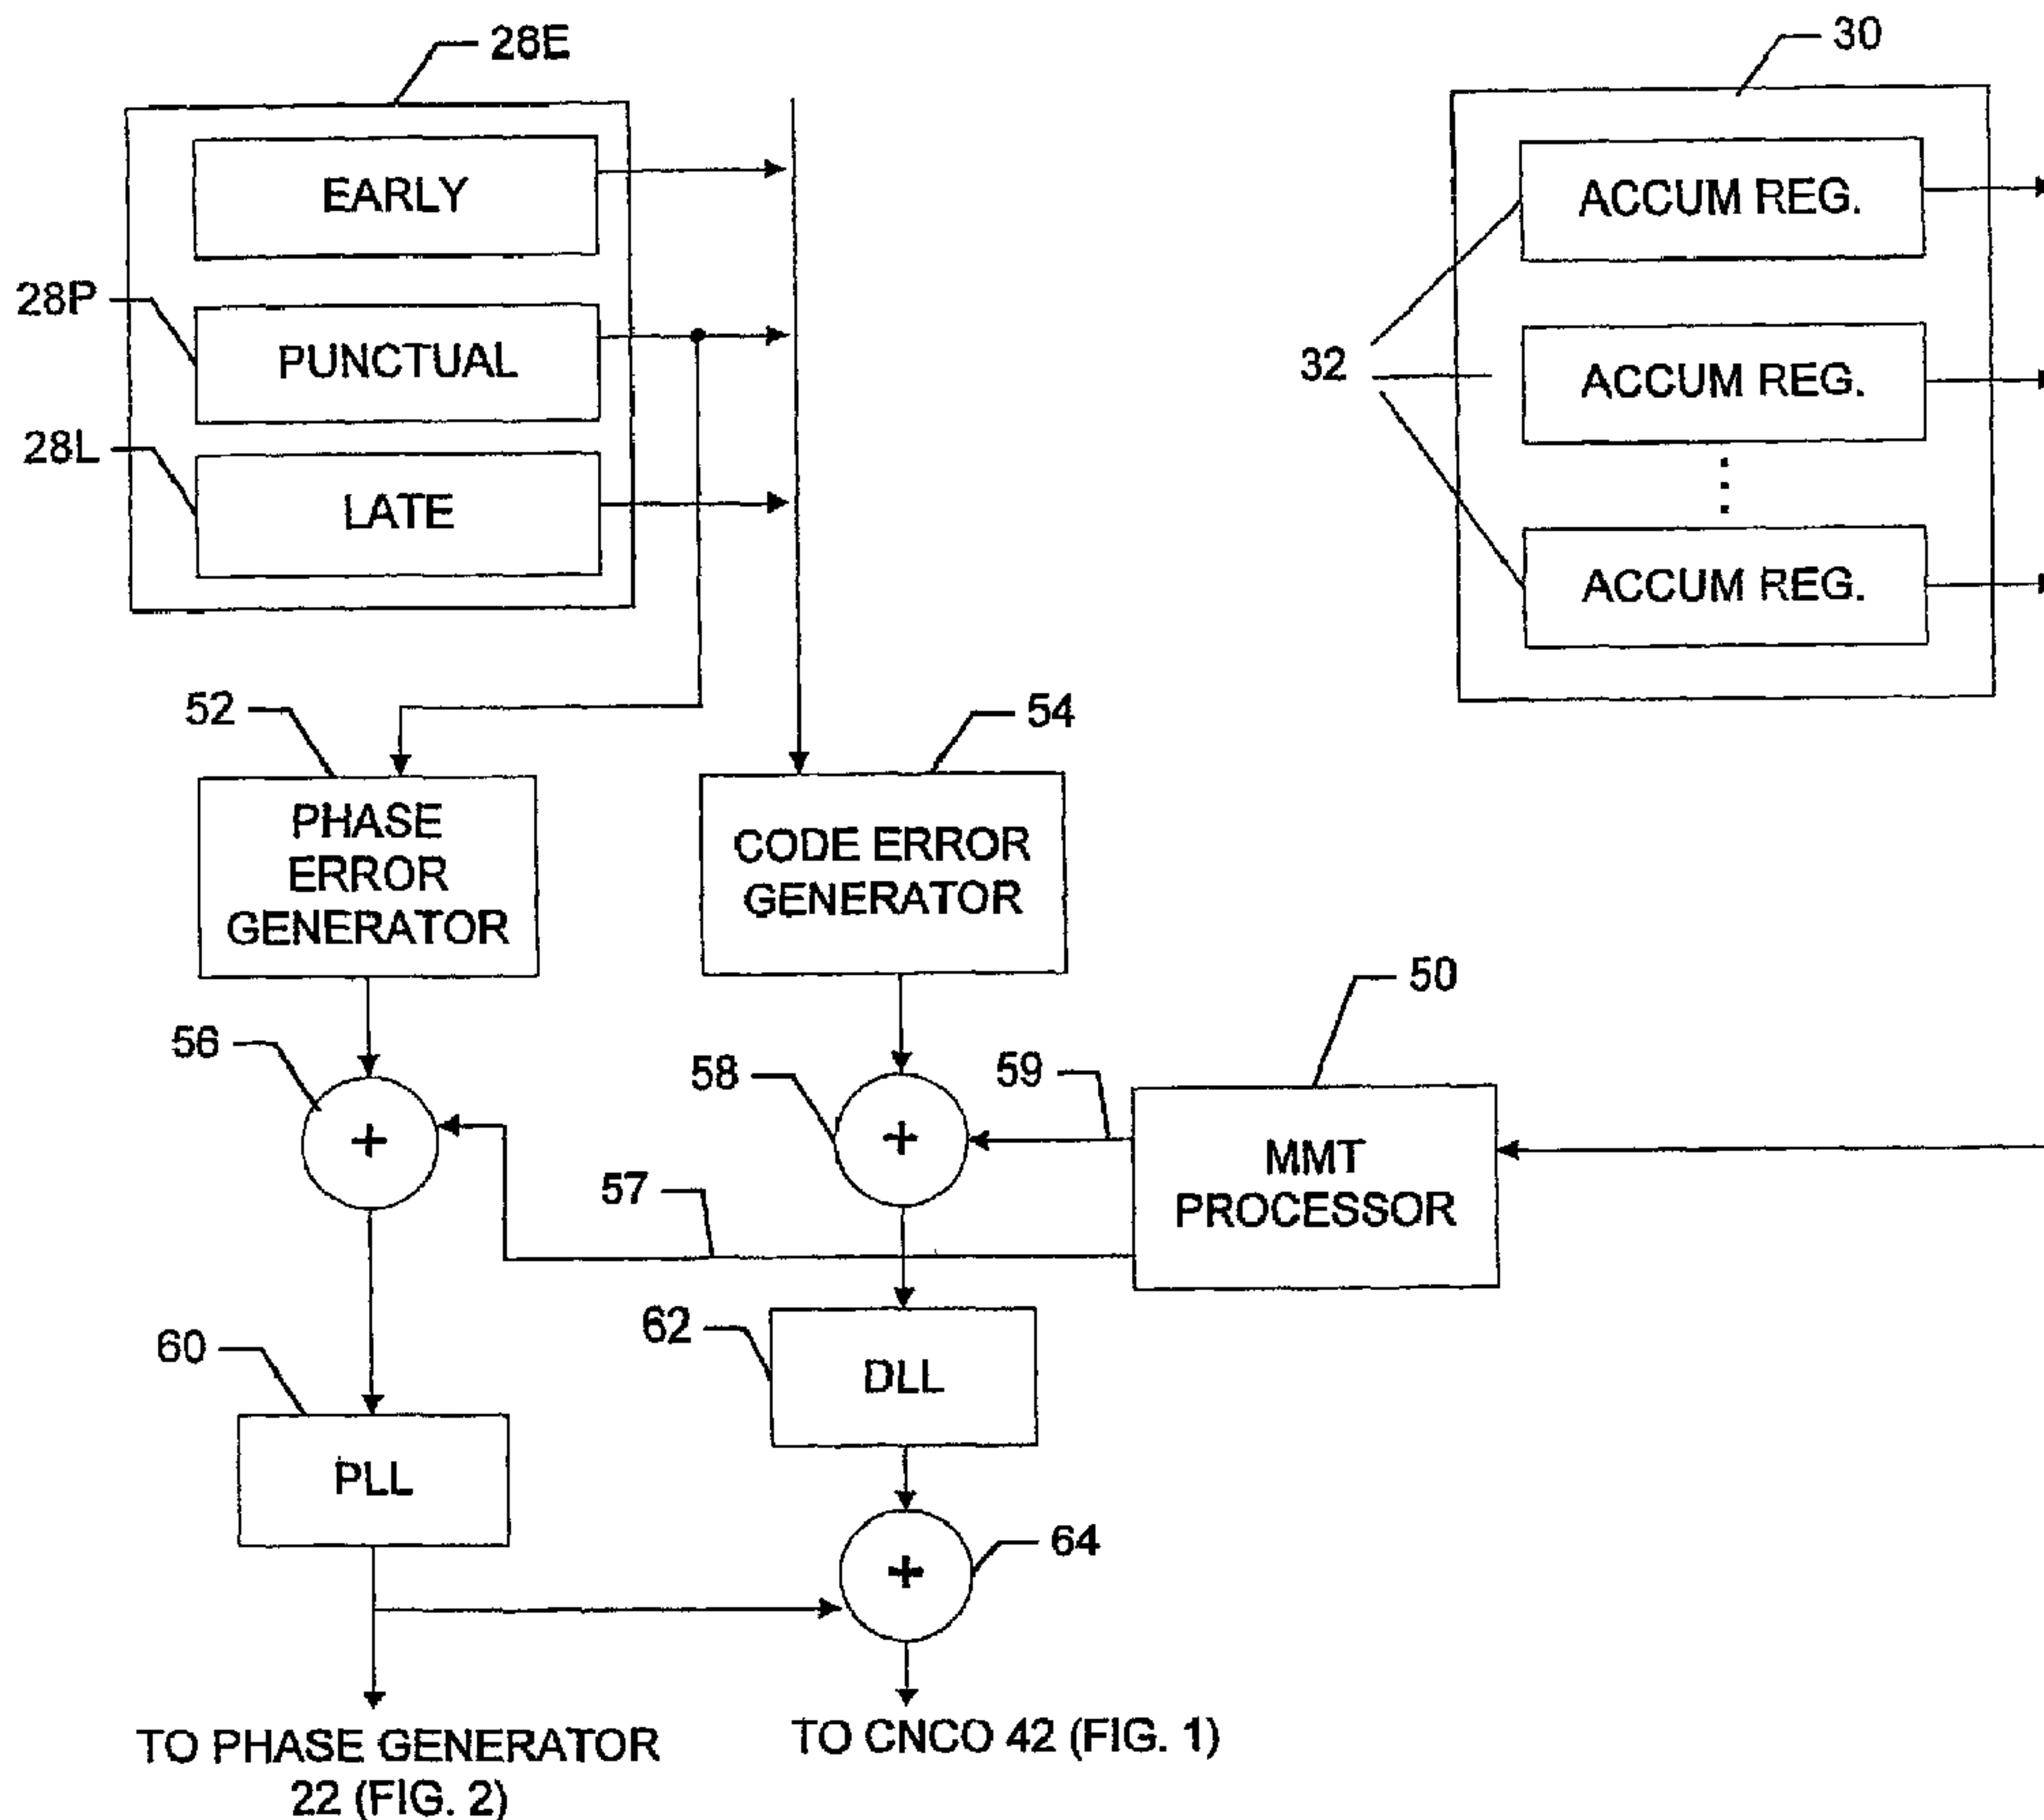 28E
30
EARLY
ACCUM REG.
28P
PUNCTUAL
32
ACCUM REG.
28L
LATE
ACCUM REG.
52
54
PHASE
ERROR
GENERATOR
CODE ERROR
GENERATOR
50
56
+
58
+
59
MMT
PROCESSOR
57
60
62
DLL
PLL
64
+
TO PHASE GENERATOR
22 (FIG. 2)
TO CNCO 42 (FIG. 1)